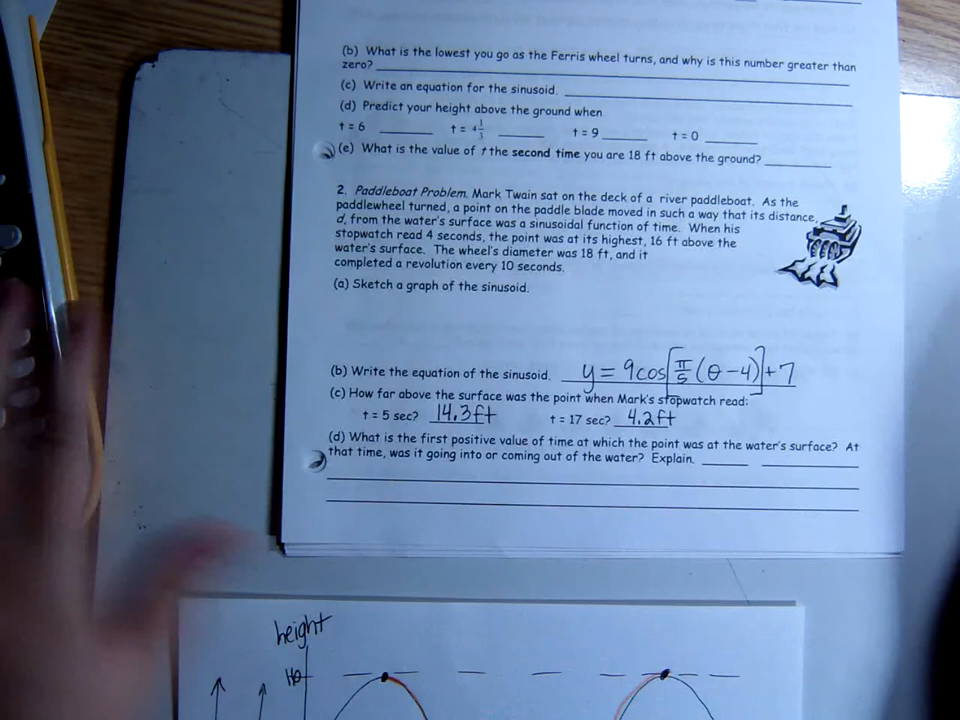 (b) What is the lowest you go as the Ferris wheel turns, and why is this number greater than
zero?
(c) Write an equation for the sinusoid.
(d) Predict your height above the ground when
t = 6 t = 4 1/3 t = 9 t = 0
(e) What is the value of t the second time you are 18 ft above the ground?
2. Paddleboat Problem. Mark Twain sat on the deck of a river paddleboat. As the
paddlewheel turned, a point on the paddle blade moved in such a way that its distance,
d, from the water's surface was a sinusoidal function of time. When his
stopwatch read 4 seconds, the point was at its highest, 16 ft above the
water's surface. The wheel's diameter was 18 ft, and it
completed a revolution every 10 seconds.
(a) Sketch a graph of the sinusoid.
(b) Write the equation of the sinusoid. y = 9cos[π/5(θ-4)]+7
(c) How far above the surface was the point when Mark's stopwatch read:
t = 5 sec? 14.3ft t = 17 sec? 4.2ft
(d) What is the first positive value of time at which the point was at the water's surface? At
that time, was it going into or coming out of the water? Explain.
height
16